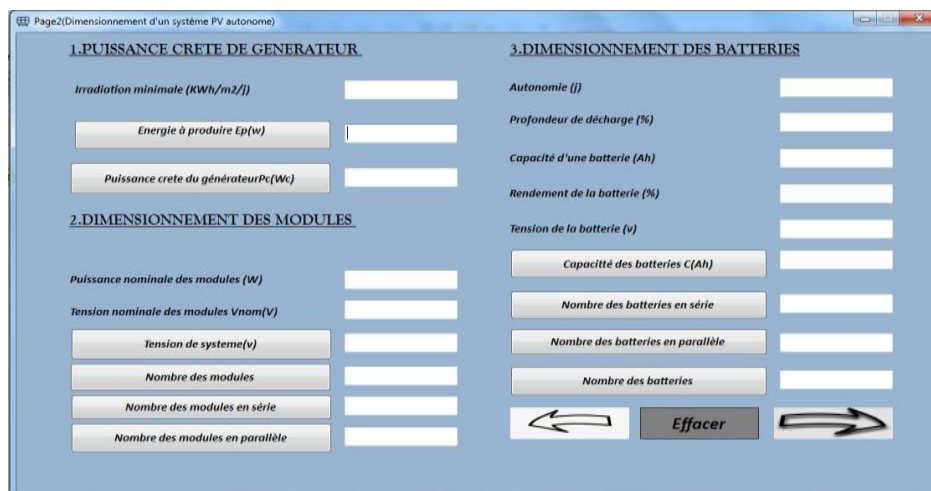 Page2(Dimensionnement d'un système PV autonome)
1.PUISSANCE CRETE DE GENERATEUR
Irradiation minimale (KWh/m2/j)
Energie à produire Ep(w)
Puissance crete du générateurPc(Wc)
2.DIMENSIONNEMENT DES MODULES
Puissance nominale des modules (W)
Tension nominale des modules Vnom(V)
Tension de systeme(v)
Nombre des modules
Nombre des modules en série
Nombre des modules en parallèle
3.DIMENSIONNEMENT DES BATTERIES
Autonomie (j)
Profondeur de décharge (%)
Capacité d'une batterie (Ah)
Rendement de la batterie (%)
Tension de la batterie (v)
Capacitté des batteries C(Ah)
Nombre des batteries en série
Nombre des batteries en parallèle
Nombre des batteries
Effacer